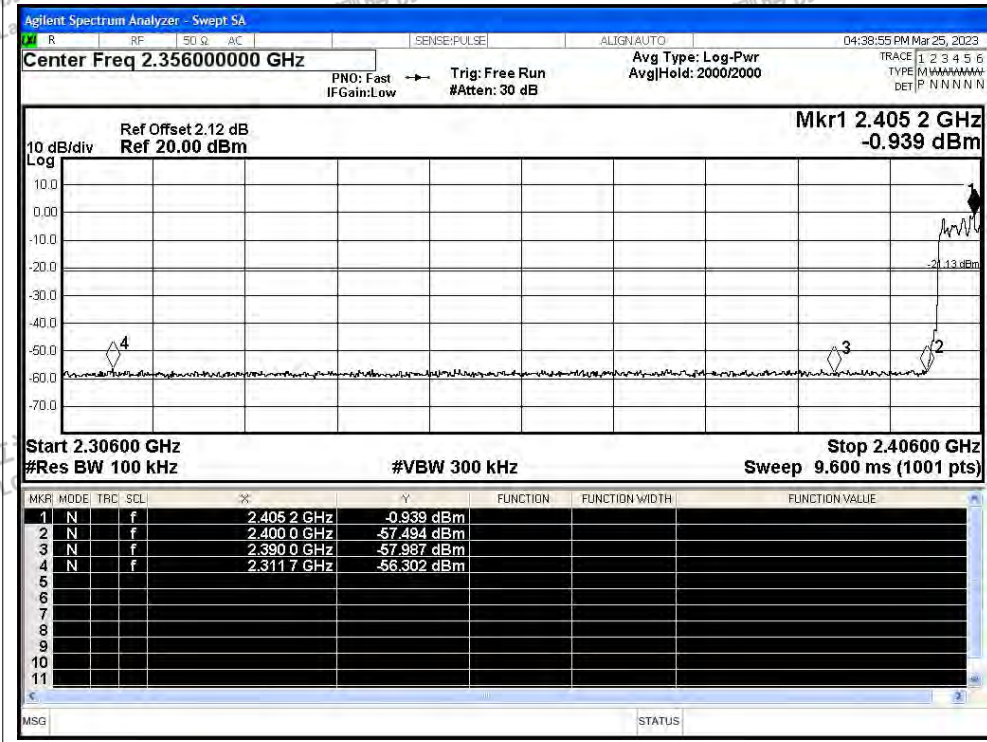 Agilent Spectrum Analyzer - Swept SA
R RF 50 Ω AC SENSE:PULSE ALIGN AUTO 04:38:55 PM Mar 25, 2023
Center Freq 2.356000000 GHz
PNO: Fast
IFGain:Low
Trig: Free Run
#Atten: 30 dB
Avg Type: Log-Pwr
Avg|Hold: 2000/2000
TRACE 1 2 3 4 5 6
TYPE M W W W W W
DET P N N N N N
Mkr1 2.405 2 GHz
-0.939 dBm
Ref Offset 2.12 dB
Ref 20.00 dBm
10 dB/div
Log
10.0
0.00
-10.0
-20.0
-30.0
-40.0
-50.0
-60.0
-70.0
1
-21.13 dBm
4
3
2
Start 2.30600 GHz Stop 2.40600 GHz
#Res BW 100 kHz #VBW 300 kHz Sweep 9.600 ms (1001 pts)
MKR MODE TRC SCL X Y FUNCTION FUNCTION WIDTH FUNCTION VALUE
1 N f 2.405 2 GHz -0.939 dBm
2 N f 2.400 0 GHz -57.494 dBm
3 N f 2.390 0 GHz -57.987 dBm
4 N f 2.311 7 GHz -56.302 dBm
5
6
7
8
9
10
11
MSG STATUS